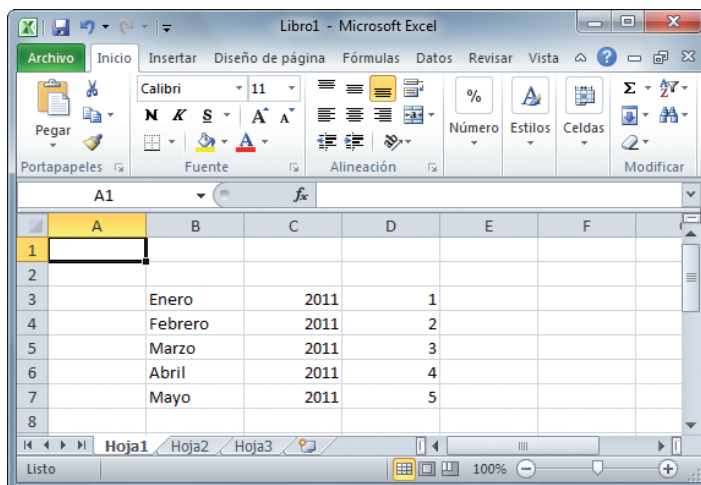 Libro1 - Microsoft Excel
Archivo Inicio Insertar Diseño de página Fórmulas Datos Revisar Vista
Calibri 11 %
Pegar N K S A A Número Estilos Celdas
A
Portapapeles Fuente Alineación Modificar
A1 fx
A B C D E F
1
2
3 Enero 2011 1
4 Febrero 2011 2
5 Marzo 2011 3
6 Abril 2011 4
7 Mayo 2011 5
8
Hoja1 Hoja2 Hoja3
Listo 100%